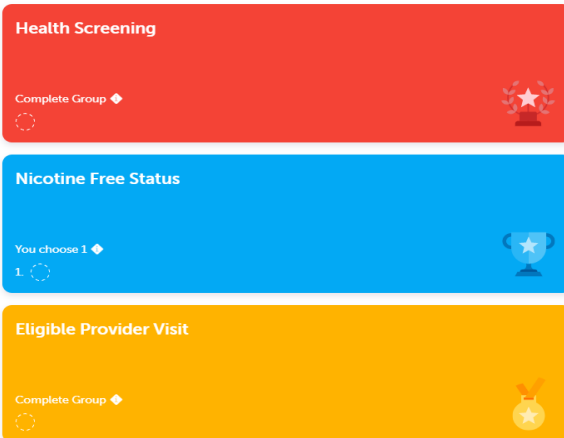 Health Screening
Complete Group
Nicotine Free Status
You choose 1
1.
Eligible Provider Visit
Complete Group